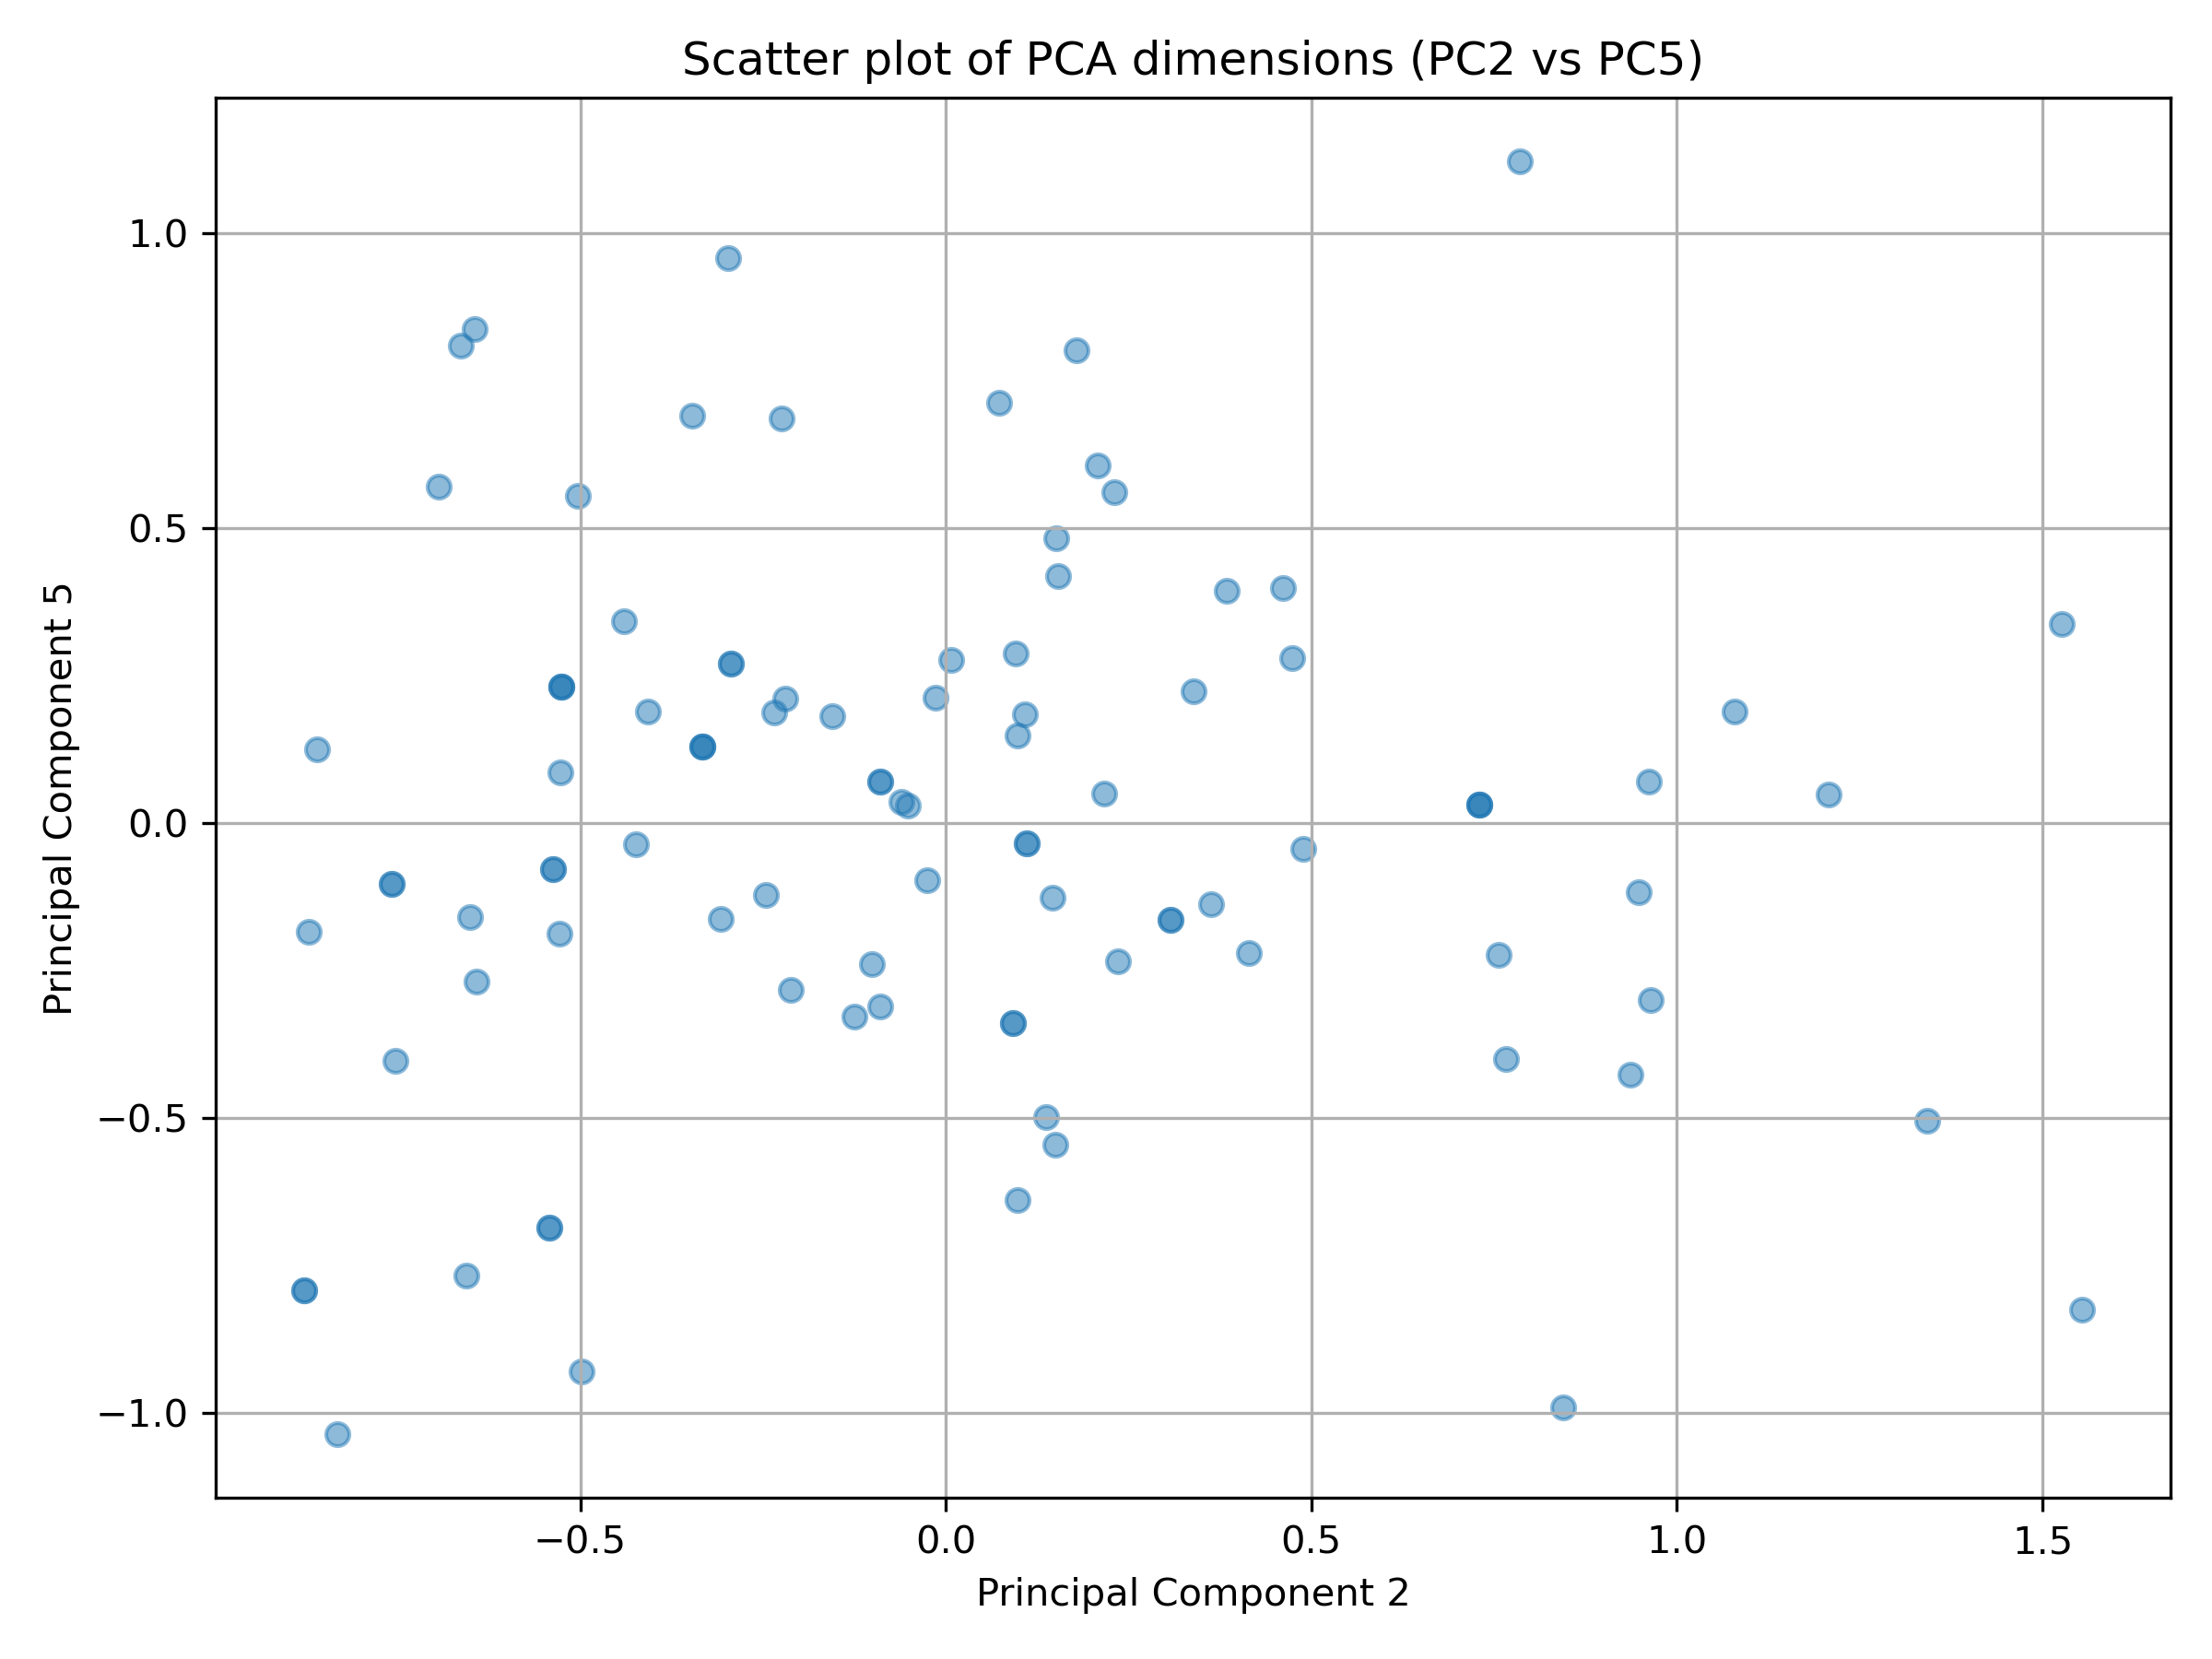 Scatter plot of PCA dimensions (PC2 vs PC5)
Principal Component 5
1.0
0.5
0.0
−0.5
−1.0
−0.5 0.0 0.5 1.0 1.5
Principal Component 2